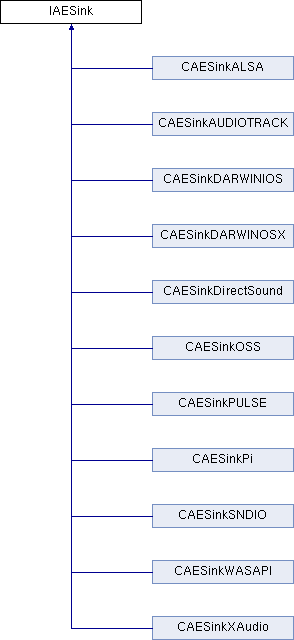 IAESink
CAESinkALSA
CAESinkAUDIOTRACK
CAESinkDARWINIOS
CAESinkDARWINOSX
CAESinkDirectSound
CAESinkOSS
CAESinkPULSE
CAESinkPi
CAESinkSNDIO
CAESinkWASAPI
CAESinkXAudio